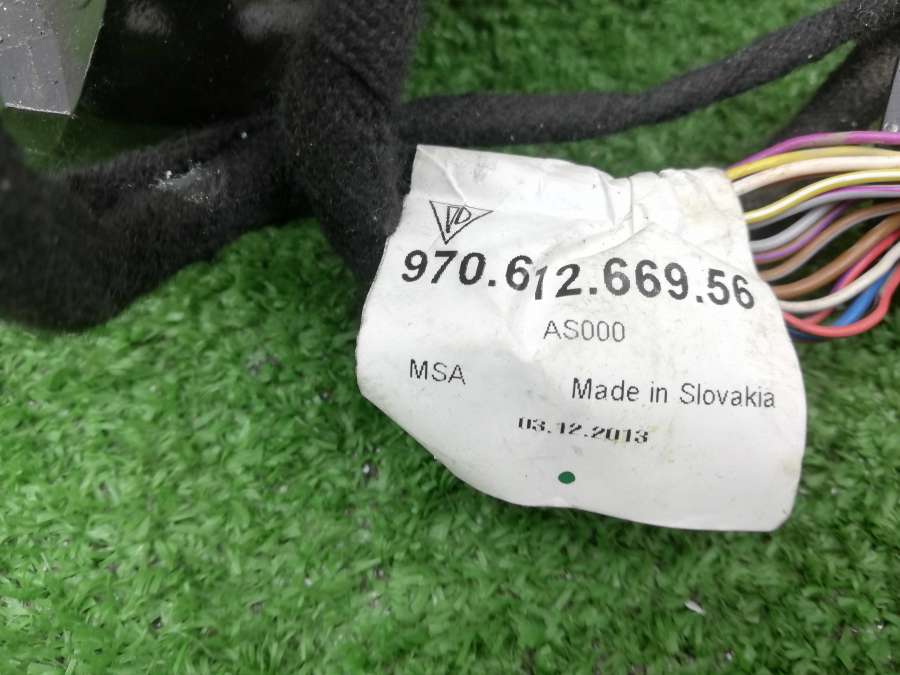 970.612.669.56
AS000
MSA
Made in Slovakia
03.12.2013